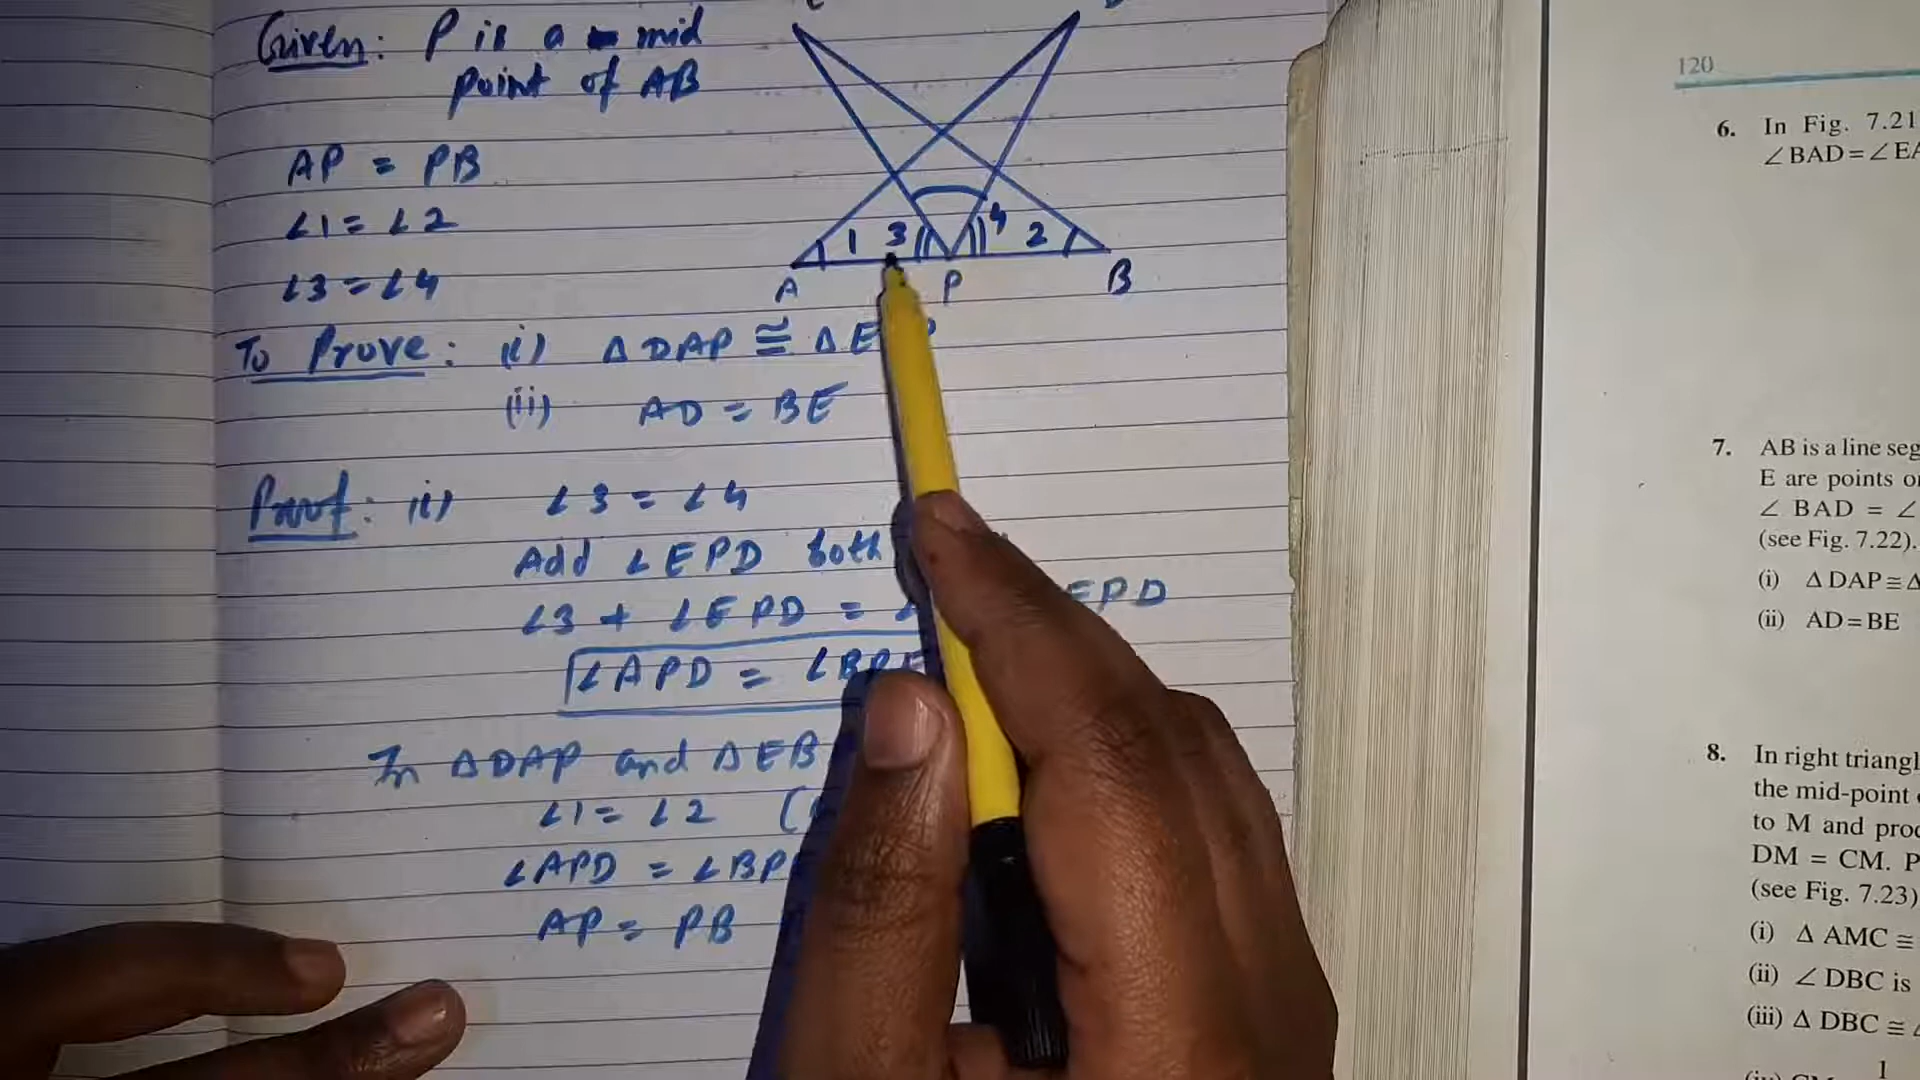 Given: P is a mid
point of AB
AP = PB
∠1 = ∠2
∠3 = ∠4
1 3 4 2
A P B
To Prove: (i) Δ DAP ≅ Δ E
(ii) AD = BE
Proof: (i) ∠3 = ∠4
Add ∠EPD both
∠3 + ∠EPD = EPD
∠APD = ∠BPE
In ΔDAP and ΔEB
∠1 = ∠2 (
∠APD = ∠BP
AP = PB
120
6. In Fig. 7.21
∠ BAD = ∠ EA
7. AB is a line seg
E are points o
∠ BAD = ∠
(see Fig. 7.22).
(i) Δ DAP ≅ Δ
(ii) AD = BE
8. In right triangl
the mid-point
to M and prod
DM = CM. P
(see Fig. 7.23)
(i) Δ AMC ≅
(ii) ∠ DBC is
(iii) Δ DBC ≅
1